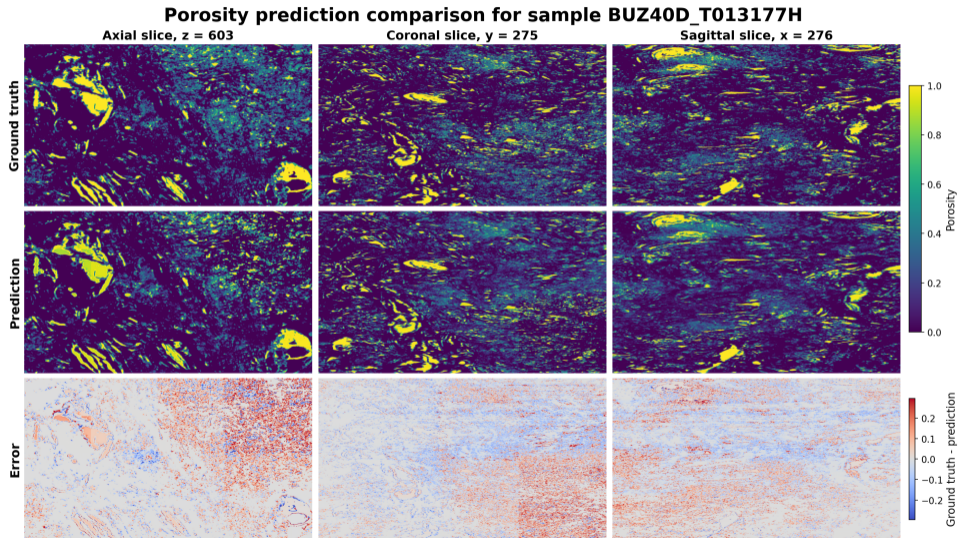 Porosity prediction comparison for sample BUZ40D_T013177H
Axial slice, z = 603
Coronal slice, y = 275
Sagittal slice, x = 276
Ground truth
Prediction
Error
1.0
0.8
0.6
0.4
0.2
0.0
Porosity
0.2
0.1
0.0
−0.1
−0.2
Ground truth - prediction